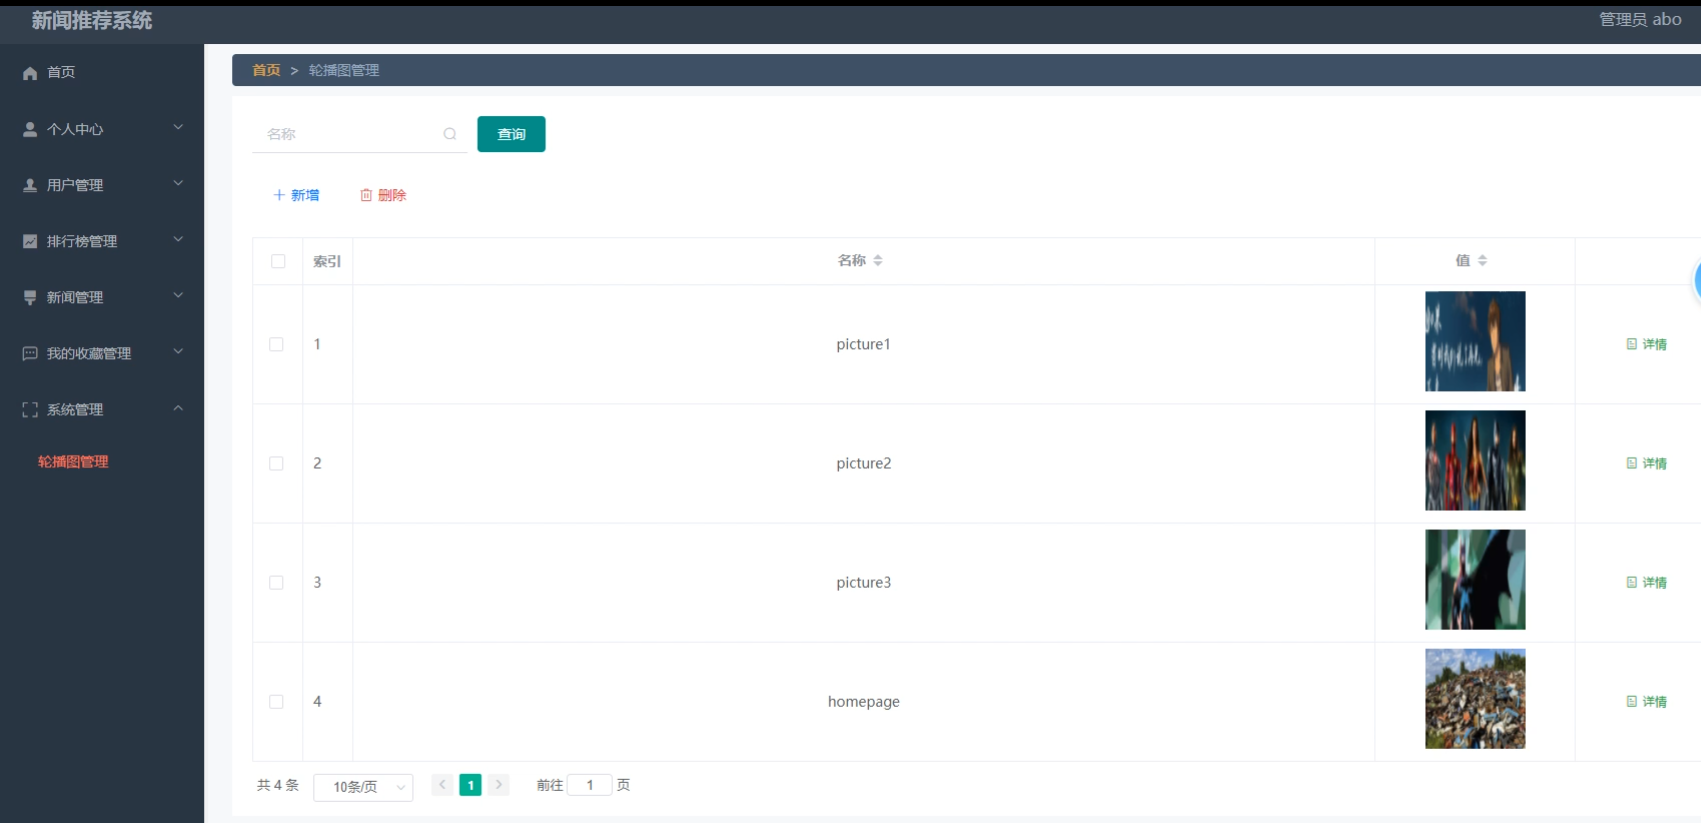 新闻推荐系统
管理员 abo
首页
个人中心
用户管理
排行榜管理
新闻管理
我的收藏管理
系统管理
轮播图管理
首页 > 轮播图管理
名称
查询
新增 删除
索引 名称 值
1 picture1 详情
2 picture2 详情
3 picture3 详情
4 homepage 详情
共 4 条 10条/页 1 前往 1 页